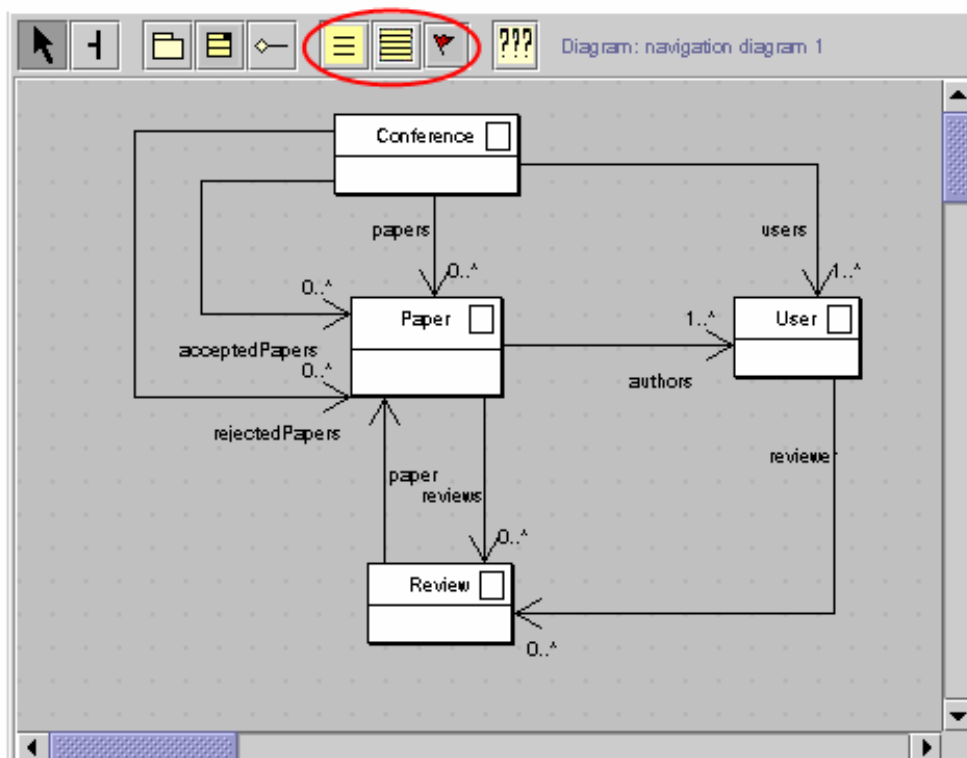 ???
Diagram: navigation diagram 1
Conference
papers
users
0..^
1..^
0..^
Paper
1..^
User
acceptedPapers
0..^
authors
rejectedPapers
reviewer
paper
reviews
0..^
Review
0..^